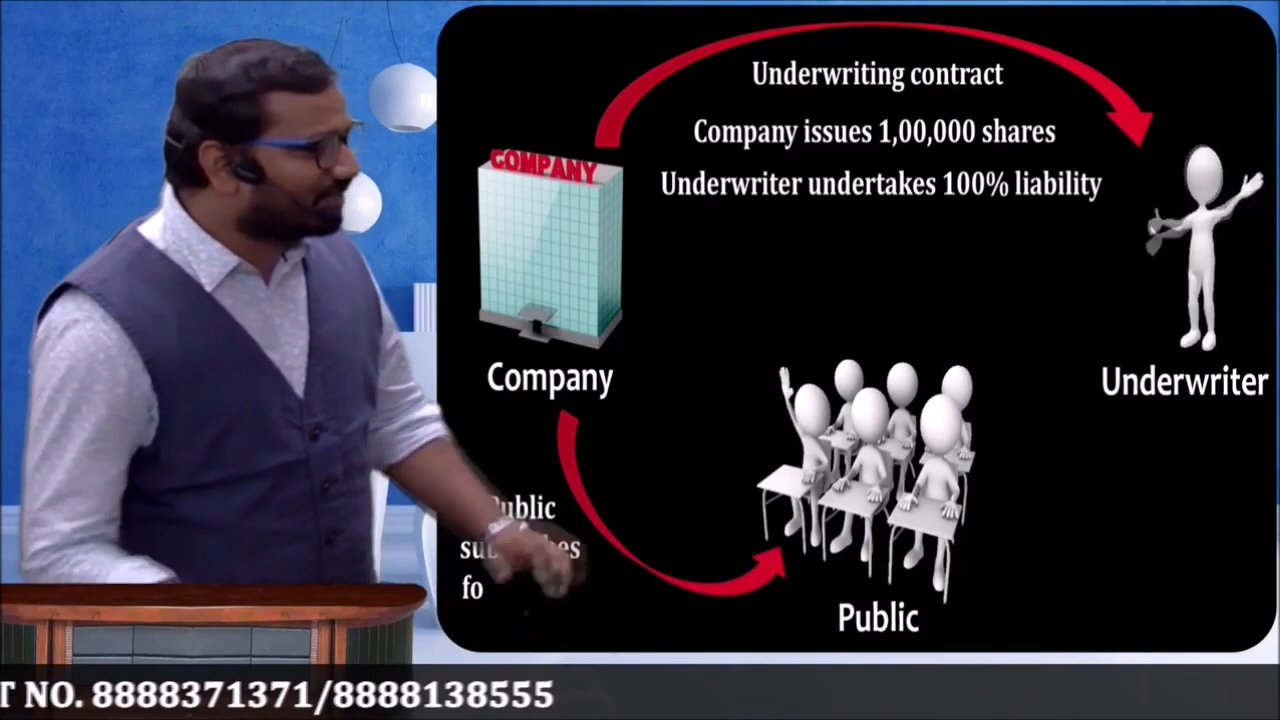 Underwriting contract
Company issues 1,00,000 shares
Underwriter undertakes 100% liability
COMPANY
Company
Underwriter
Public
Public
T NO. 8888371371/8888138555